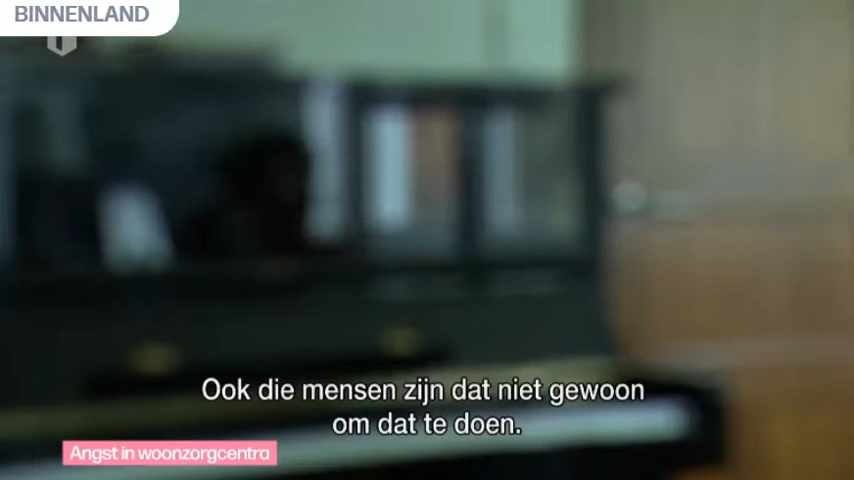 BINNENLAND
Ook die mensen zijn dat niet gewoon
om dat te doen.
Angst in woonzorgcentra